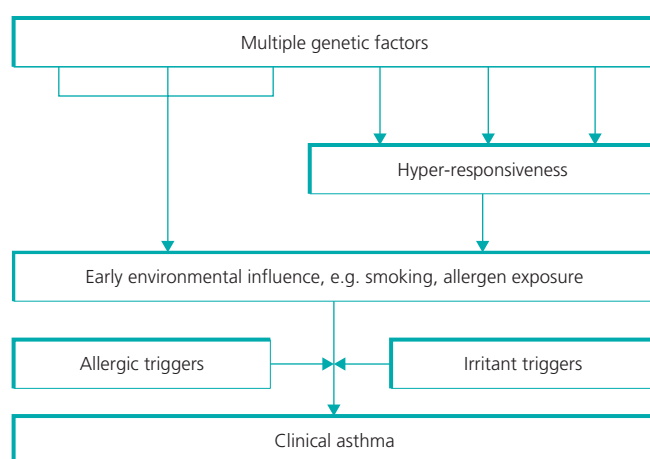 Multiple genetic factors
Hyper-responsiveness
Early environmental influence, e.g. smoking, allergen exposure
Allergic triggers
Irritant triggers
Clinical asthma